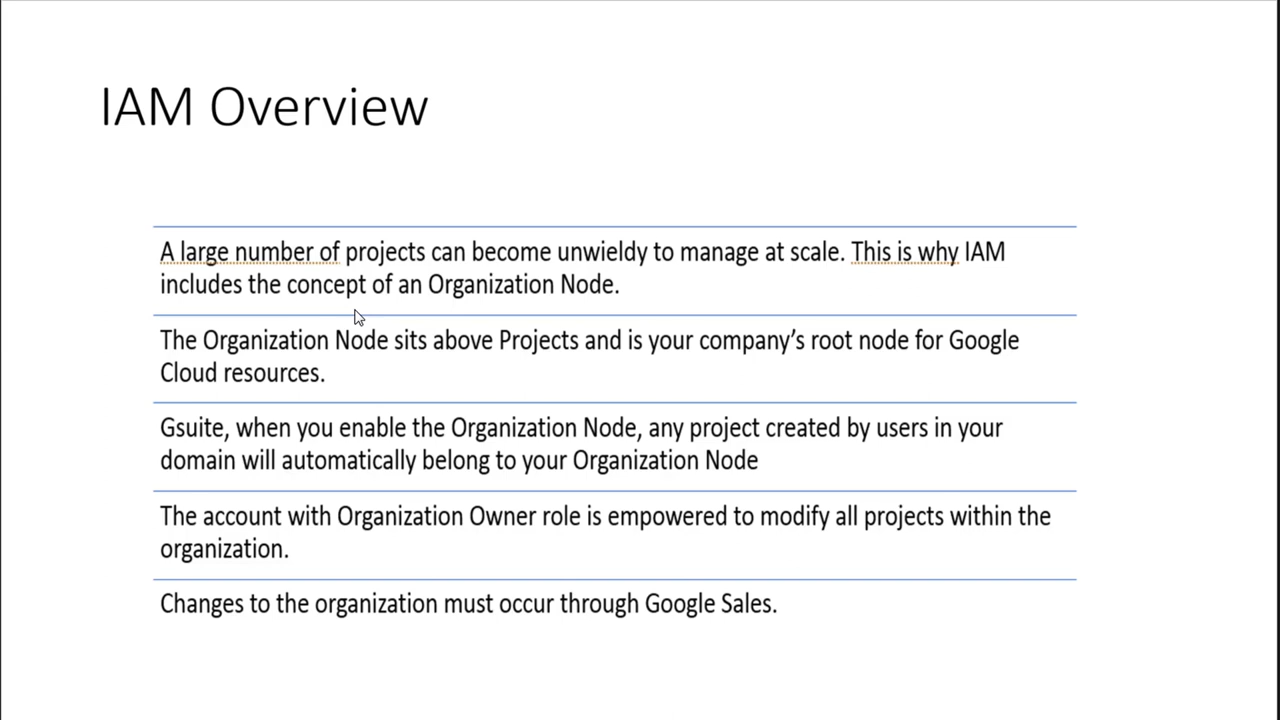 IAM Overview
A large number of projects can become unwieldy to manage at scale. This is why IAM
includes the concept of an Organization Node.
The Organization Node sits above Projects and is your company’s root node for Google
Cloud resources.
Gsuite, when you enable the Organization Node, any project created by users in your
domain will automatically belong to your Organization Node
The account with Organization Owner role is empowered to modify all projects within the
organization.
Changes to the organization must occur through Google Sales.